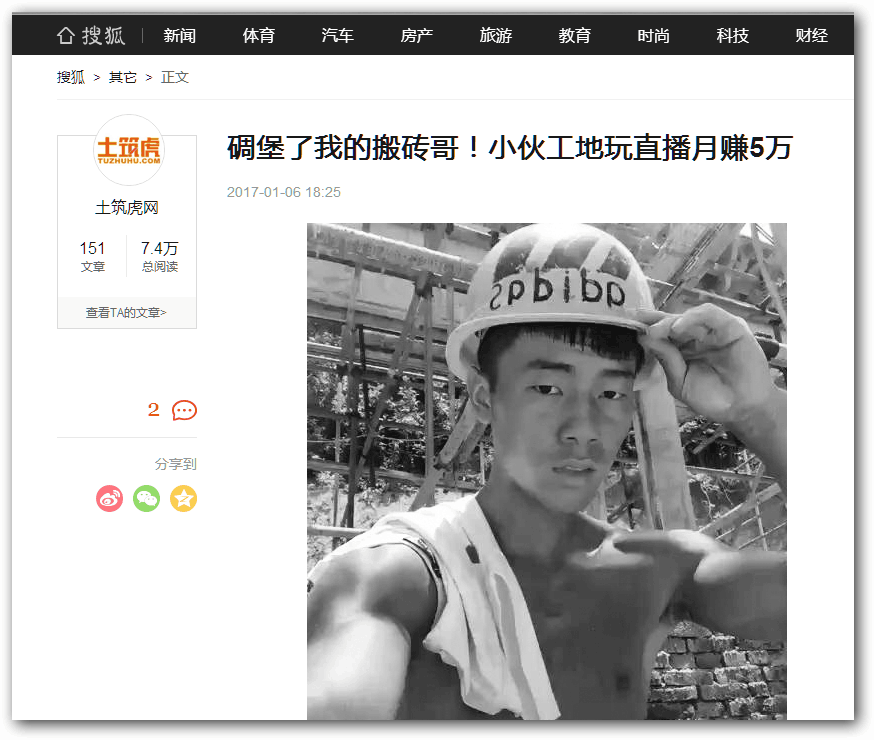 搜狐 新闻 体育 汽车 房产 旅游 教育 时尚 科技 财经
搜狐 > 其它 > 正文
土筑虎
TUZHUHU.COM
土筑虎网
151 7.4万
文章 总阅读
查看TA的文章>
2
分享到
碉堡了我的搬砖哥！小伙工地玩直播月赚5万
2017-01-06 18:25